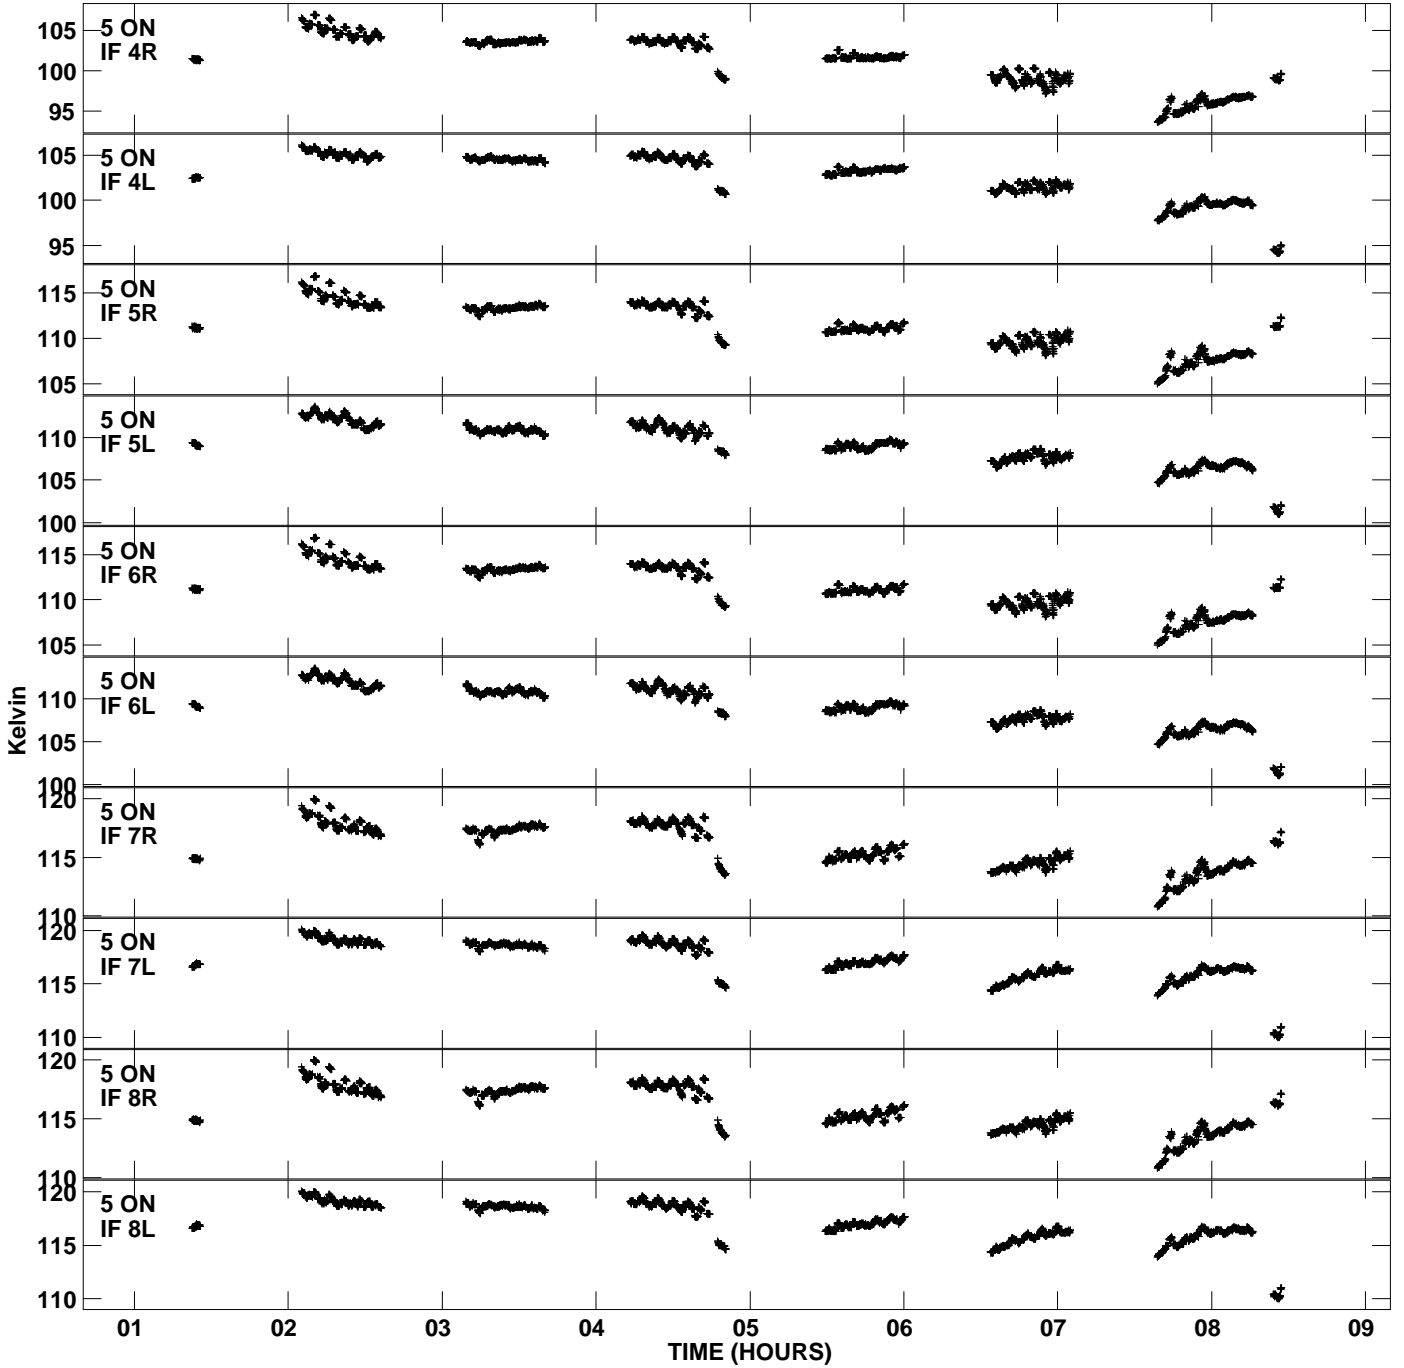 105
5 ON
IF 4R
100
95
105
5 ON
IF 4L
100
95
115
5 ON
IF 5R
110
105
5 ON
IF 5L
110
105
100
115
5 ON
IF 6R
110
105
5 ON
IF 6L
110
105
100
Kelvin
120
5 ON
IF 7R
115
110
120
5 ON
IF 7L
115
110
120
5 ON
IF 8R
115
110
120
5 ON
IF 8L
115
110
01 02 03 04 05 06 07 08 09
TIME (HOURS)